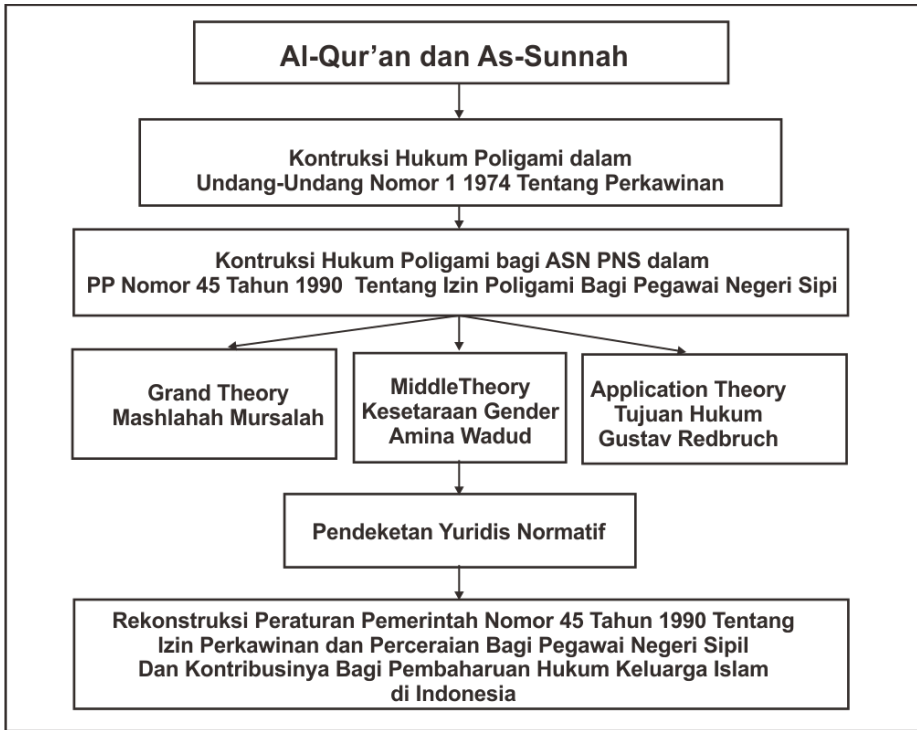 Al-Qur’an dan As-Sunnah
Kontruksi Hukum Poligami dalam
Undang-Undang Nomor 1 1974 Tentang Perkawinan
Kontruksi Hukum Poligami bagi ASN PNS dalam
PP Nomor 45 Tahun 1990 Tentang Izin Poligami Bagi Pegawai Negeri Sipi
Grand Theory
Mashlahah Mursalah
MiddleTheory
Kesetaraan Gender
Amina Wadud
Application Theory
Tujuan Hukum
Gustav Redbruch
Pendeketan Yuridis Normatif
Rekonstruksi Peraturan Pemerintah Nomor 45 Tahun 1990 Tentang
Izin Perkawinan dan Perceraian Bagi Pegawai Negeri Sipil
Dan Kontribusinya Bagi Pembaharuan Hukum Keluarga Islam
di Indonesia